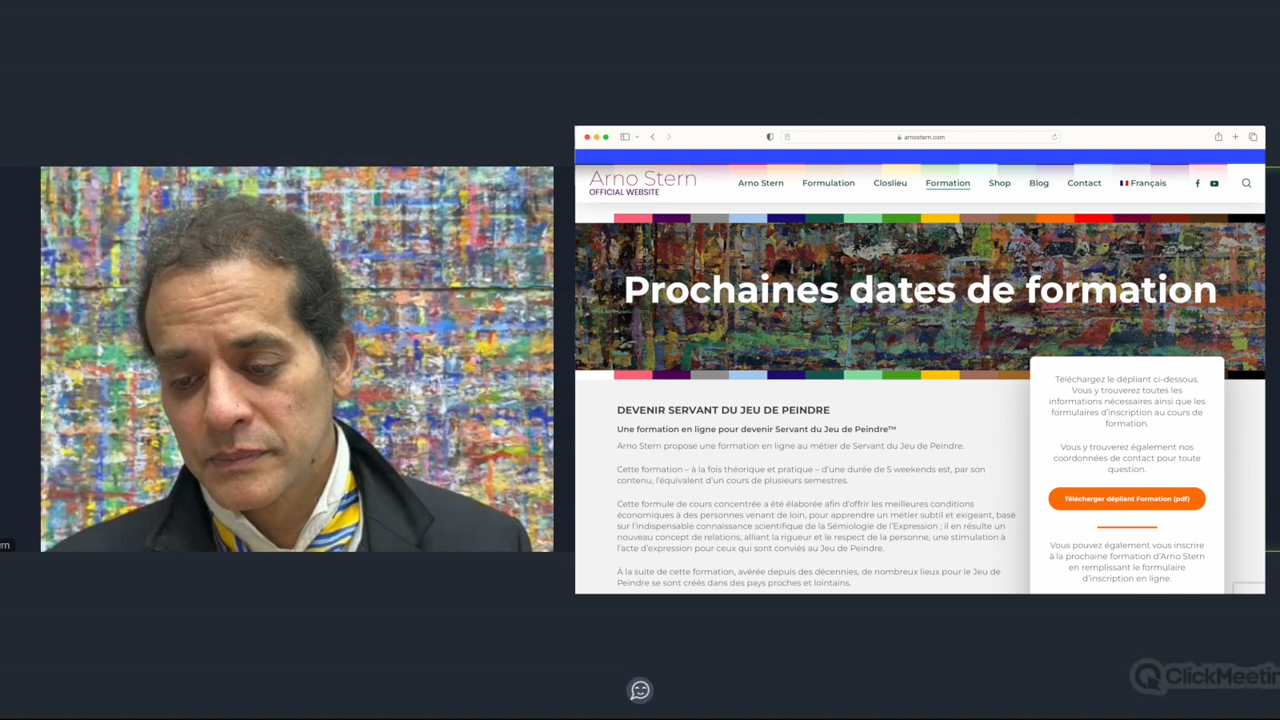 ern
arnostern.com
Arno Stern
OFFICIAL WEBSITE
Arno Stern Formulation Closlieu Formation Shop Blog Contact Français
Prochaines dates de formation
DEVENIR SERVANT DU JEU DE PEINDRE
Une formation en ligne pour devenir Servant du Jeu de Peindre™
Arno Stern propose une formation en ligne au métier de Servant du Jeu de Peindre.
Cette formation – à la fois théorique et pratique – d'une durée de 5 weekends est, par son
contenu, l'équivalent d'un cours de plusieurs semestres.
Cette formule de cours concentrée a été élaborée afin d'offrir les meilleures conditions
économiques à des personnes venant de loin, pour apprendre un métier subtil et exigeant, basé
sur l'indispensable connaissance scientifique de la Sémiologie de l'Expression ; il en résulte un
nouveau concept de relations, alliant la rigueur et le respect de la personne, une stimulation à
l'acte d'expression pour ceux qui sont conviés au Jeu de Peindre.
À la suite de cette formation, avérée depuis des décennies, de nombreux lieux pour le Jeu de
Peindre se sont créés dans des pays proches et lointains.
Téléchargez le dépliant ci-dessous.
Vous y trouverez toutes les
informations nécessaires ainsi que les
formulaires d'inscription au cours de
formation.
Vous y trouverez également nos
coordonnées de contact pour toute
question.
Télécharger dépliant Formation (pdf)
Vous pouvez également vous inscrire
à la prochaine formation d'Arno Stern
en remplissant le formulaire
d'inscription en ligne.
ClickMeetin